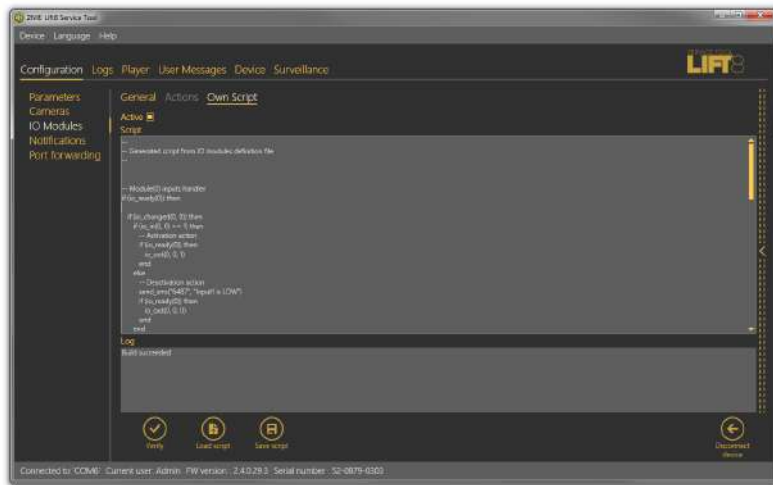 2N® Lift8 Service Tool
Device Language Help
Configuration Logs Player User Messages Device Surveillance
SERVICE TOOL
LIFT8
Parameters
Cameras
IO Modules
Notifications
Port forwarding
General Actions Own Script
Active
Script
--
-- Generated script from IO modules definition file
--
-- Module(0) inputs handler
if (io_ready(0)) then
if (io_changed(0, 0)) then
if (io_in(0, 0) == 1) then
-- Activation action
if (io_ready(0)) then
io_out(0, 0, 1)
end
else
-- Deactivation action
send_sms("6487", "Input1 is LOW")
if (io_ready(0)) then
io_out(0, 0, 0)
end
end
Log
Build succeeded
Verify
Load script
Save script
Disconnect
device
Connected to 'COM6' Current user: Admin FW version: 2.4.0.29.3 Serial number: 52-0979-0303